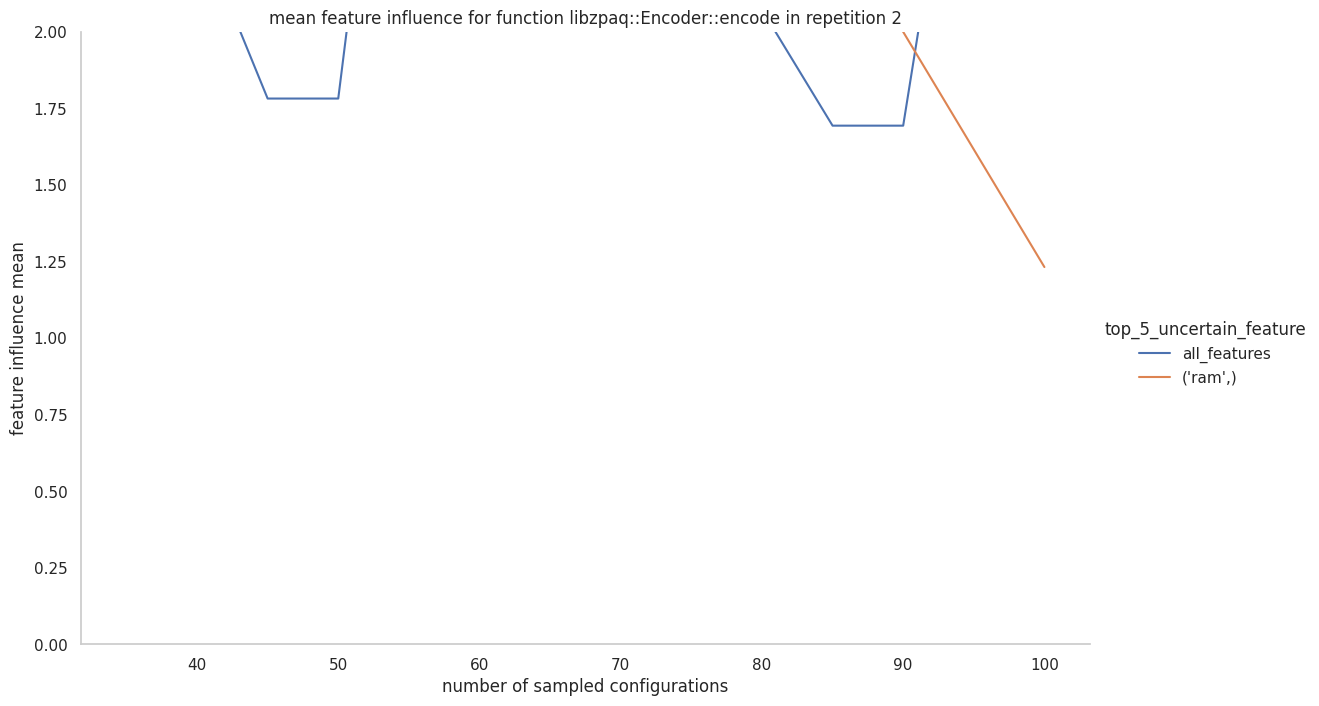 mean feature influence for function libzpaq::Encoder::encode in repetition 2
2.00
1.75
1.50
1.25
1.00
0.75
0.50
0.25
0.00
feature influence mean
40 50 60 70 80 90 100
number of sampled configurations
top_5_uncertain_feature
all_features
('ram',)